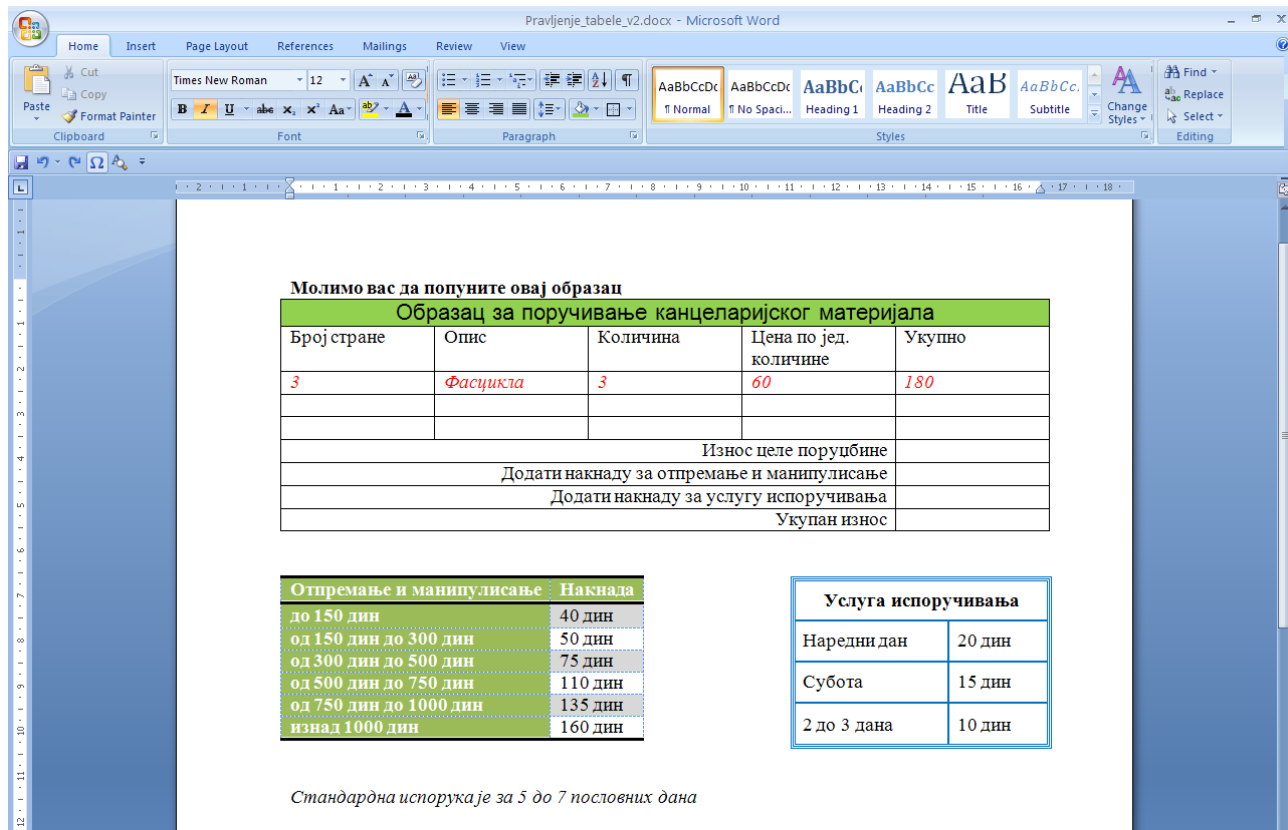 Pravljenje_tabele_v2.docx - Microsoft Word
Home Insert Page Layout References Mailings Review View
Paste
Cut
Copy
Format Painter
Clipboard
Times New Roman 12
Font
Paragraph
AaBbCcDc AaBbCcDc AaBbC AaBbCc AaB AaBbCc.
¶ Normal ¶ No Spaci... Heading 1 Heading 2 Title Subtitle
Change Styles
Styles
Find
Replace
Select
Editing
Молимо вас да попуните овај образац
Образац за поручивање канцеларијског материјала
Број стране Опис Количина Цена по јед. количине Укупно
3 Фасцикла 3 60 180
Износ целе поруџбине
Додати накнаду за отпремање и манипулисање
Додати накнаду за услугу испоручивања
Укупан износ
Отпремање и манипулисање Накнада
до 150 дин 40 дин
од 150 дин до 300 дин 50 дин
од 300 дин до 500 дин 75 дин
од 500 дин до 750 дин 110 дин
од 750 дин до 1000 дин 135 дин
изнад 1000 дин 160 дин
Услуга испоручивања
Наредни дан 20 дин
Субота 15 дин
2 до 3 дана 10 дин
Стандардна испорука је за 5 до 7 пословних дана